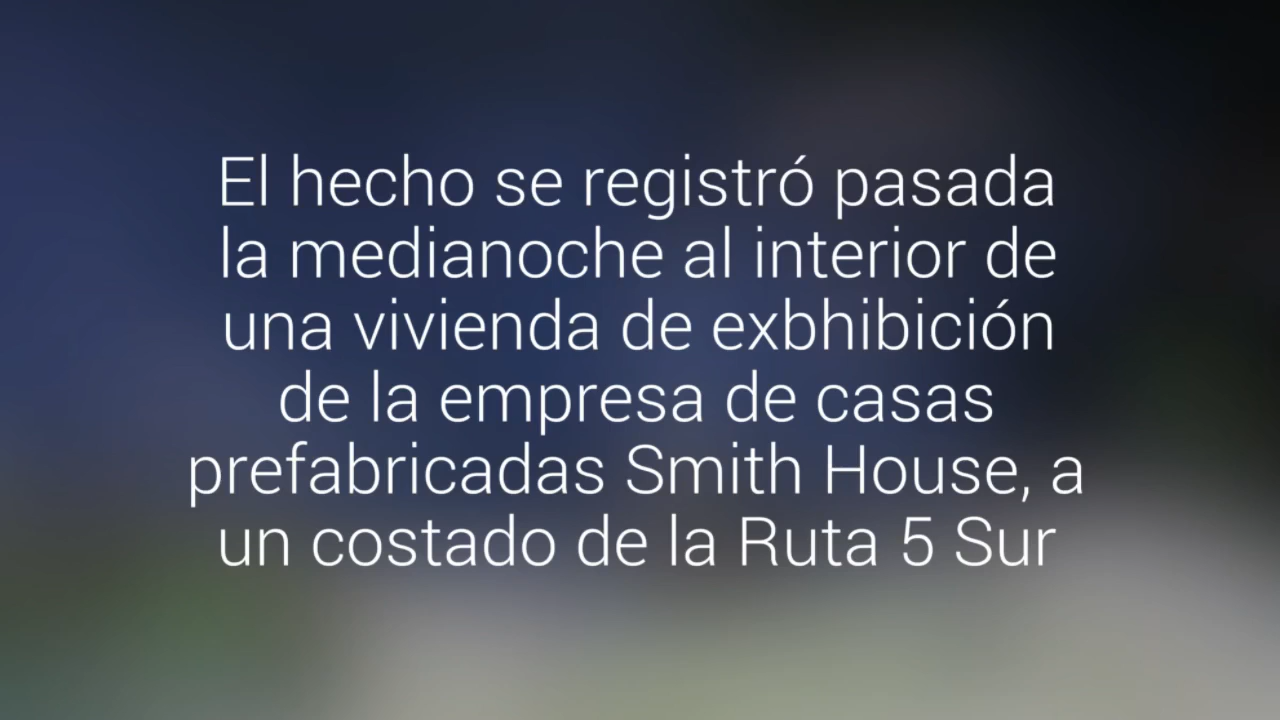 El hecho se registró pasada
la medianoche al interior de
una vivienda de exbhibición
de la empresa de casas
prefabricadas Smith House, a
un costado de la Ruta 5 Sur